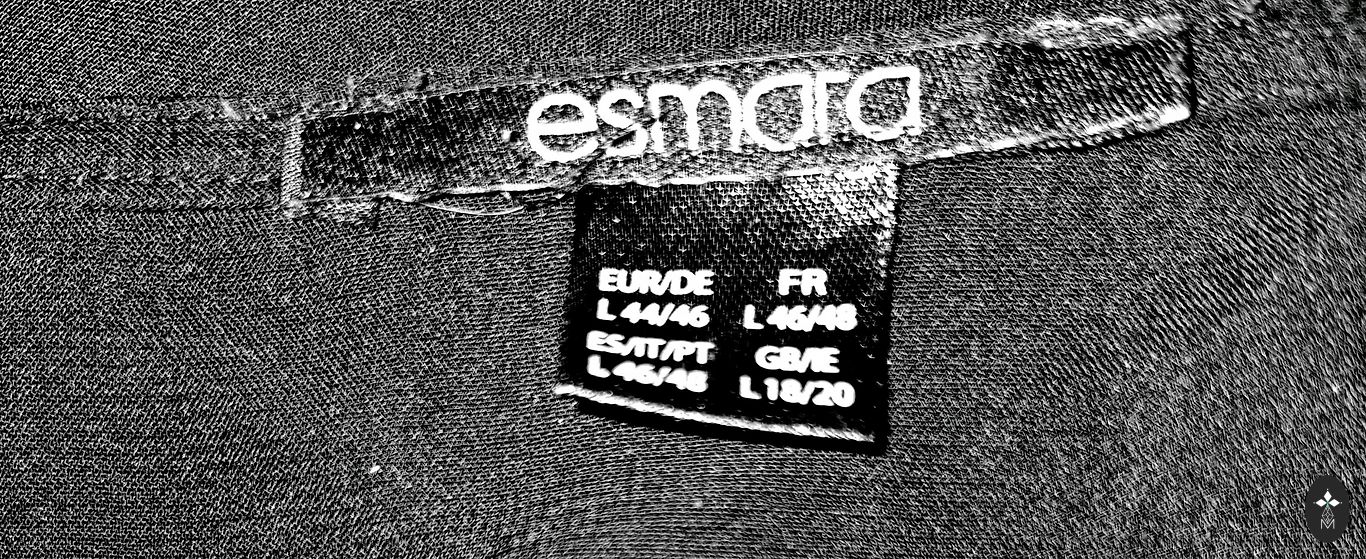 esmara
EUR/DE FR
L 44/46 L 46/48
ES/IT/PT GB/IE
L 46/48 L 18/20
M